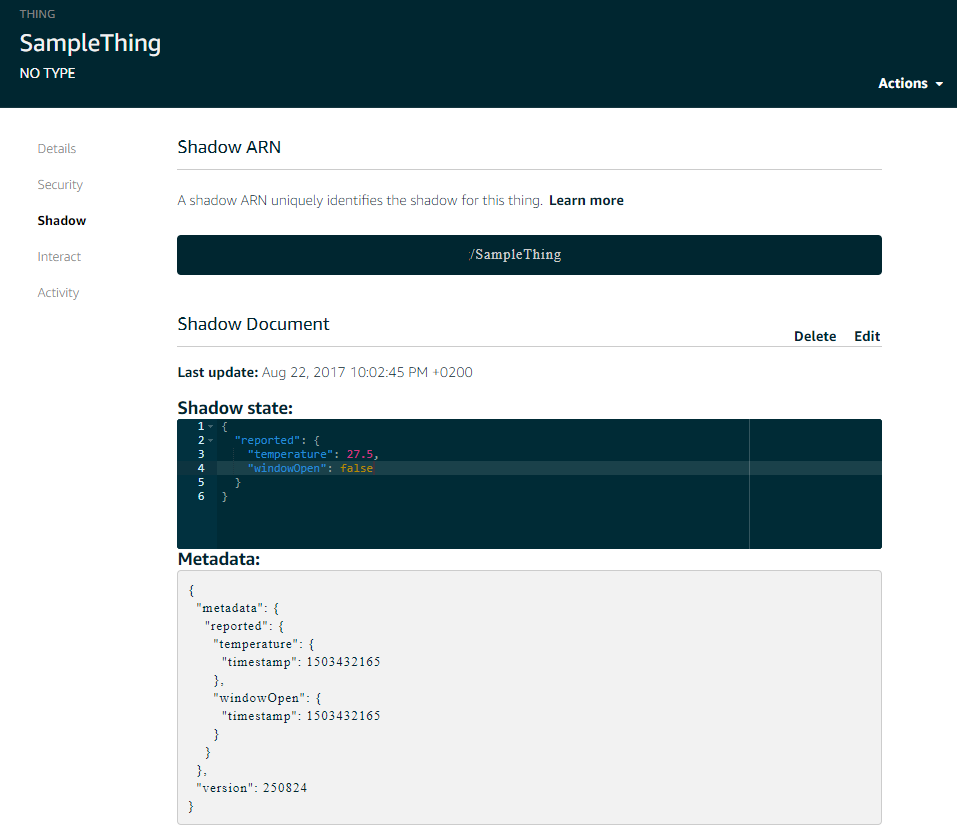 THING
SampleThing
NO TYPE
Actions
Details
Security
Shadow
Interact
Activity
Shadow ARN
A shadow ARN uniquely identifies the shadow for this thing. Learn more
:/SampleThing
Shadow Document
Delete Edit
Last update: Aug 22, 2017 10:02:45 PM +0200
Shadow state:
1 {
2 "reported": {
3 "temperature": 27.5,
4 "windowOpen": false
5 }
6 }
Metadata:
{
"metadata": {
"reported": {
"temperature": {
"timestamp": 1503432165
},
"windowOpen": {
"timestamp": 1503432165
}
}
},
"version": 250824
}